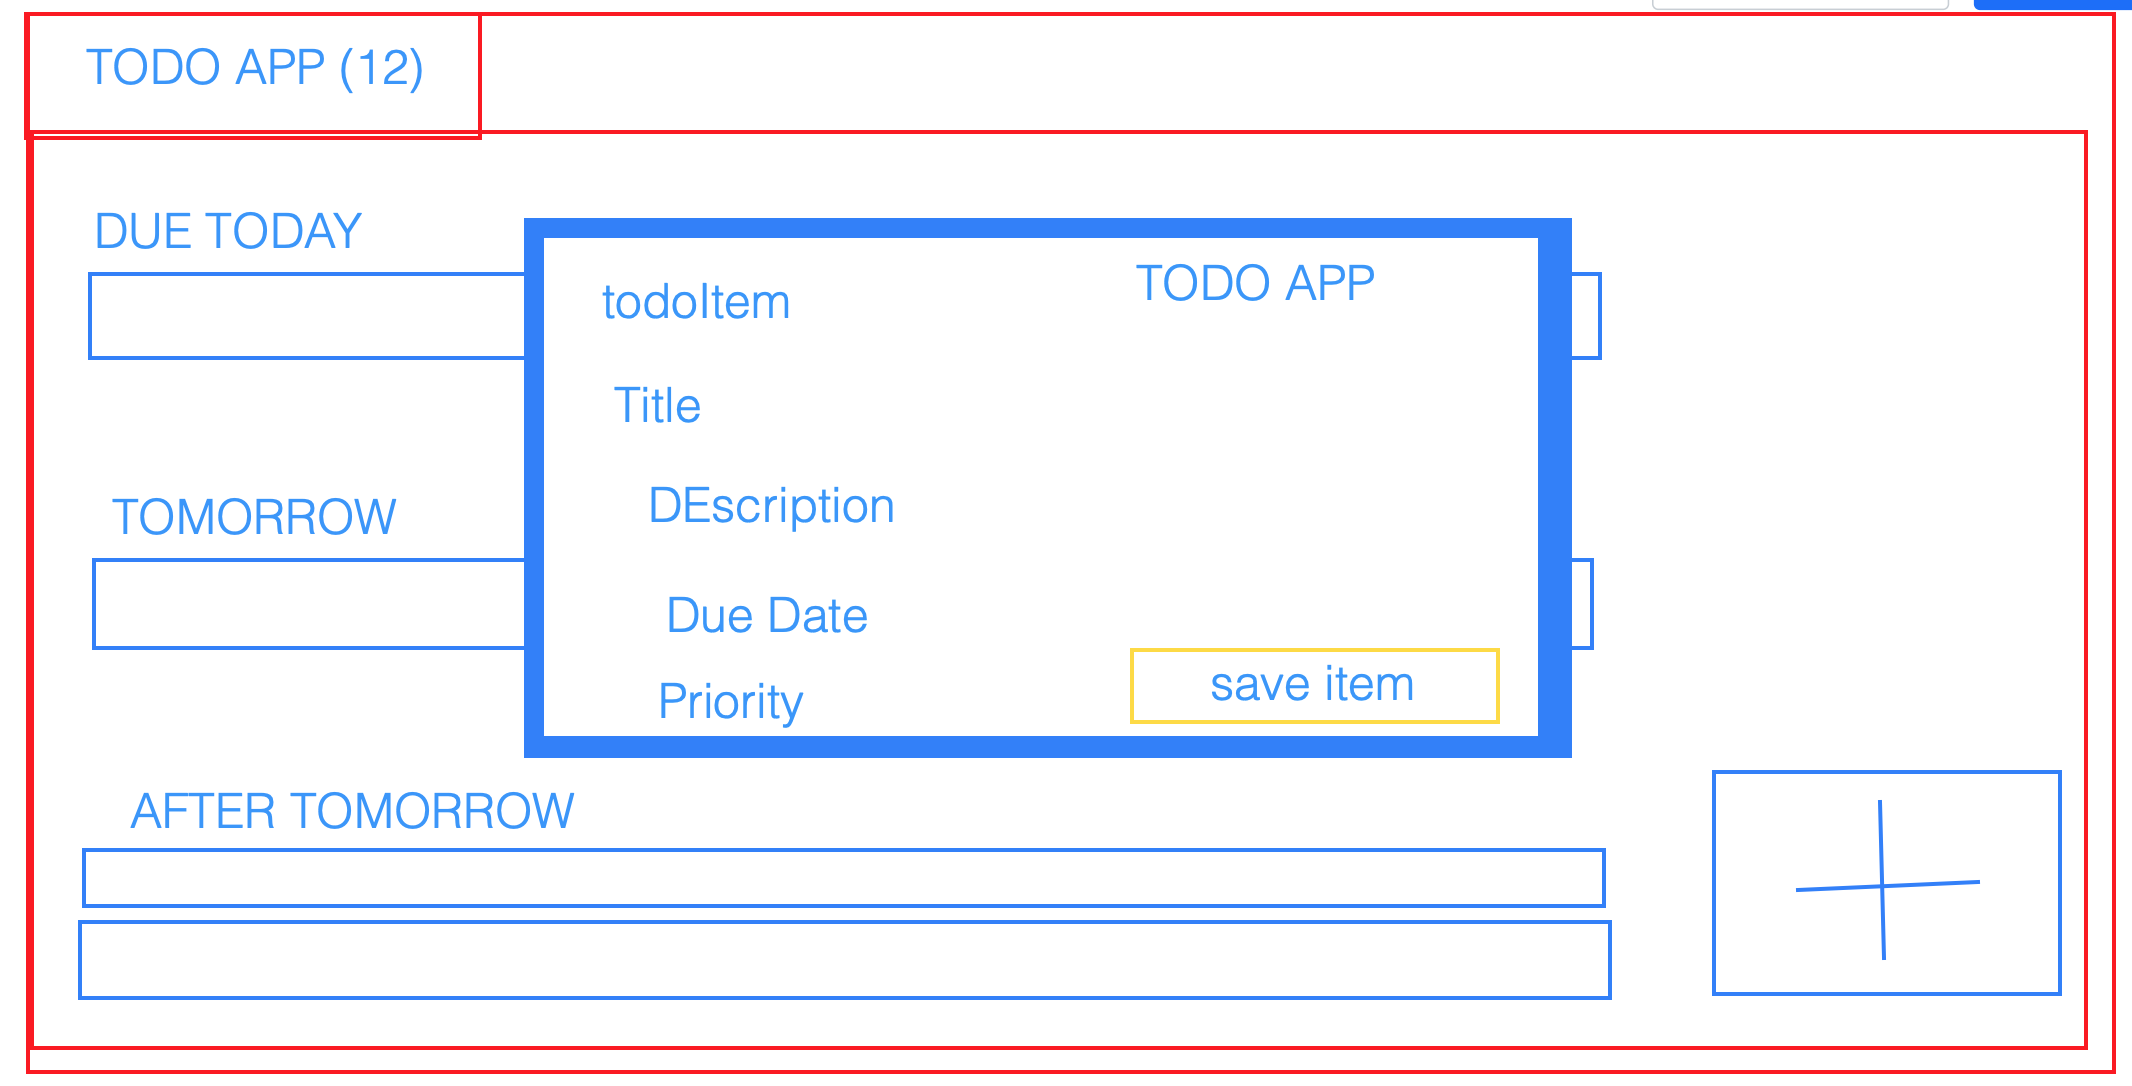 TODO APP (12)
DUE TODAY
todoItem
TODO APP
Title
DEscription
TOMORROW
Due Date
save item
Priority
AFTER TOMORROW